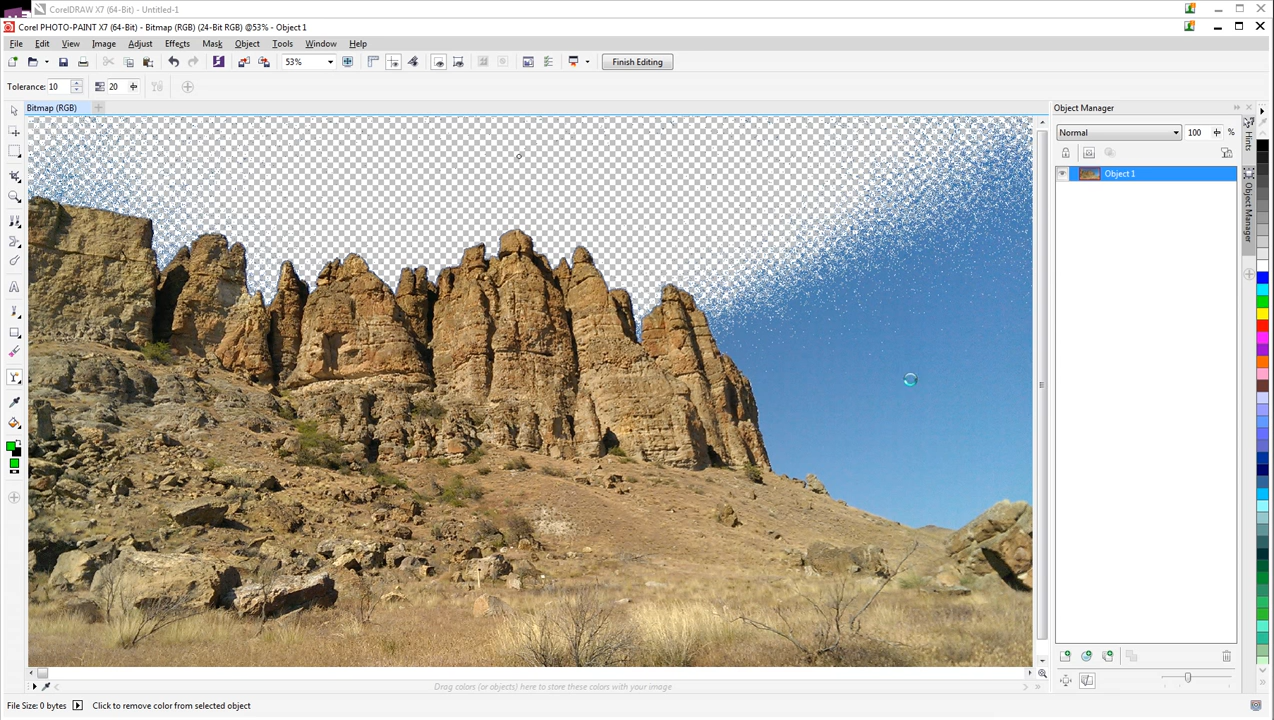 CorelDRAW X7 (64-Bit) - Untitled-1
Corel PHOTO-PAINT X7 (64-Bit) - Bitmap (RGB) (24-Bit RGB) @53% - Object 1
File Edit View Image Adjust Effects Mask Object Tools Window Help
53% Finish Editing
Tolerance: 10 20
Bitmap (RGB)
Object Manager
Normal 100 %
Object 1
Hints
Object Manager
Drag colors (or objects) here to store these colors with your image
File Size: 0 bytes Click to remove color from selected object